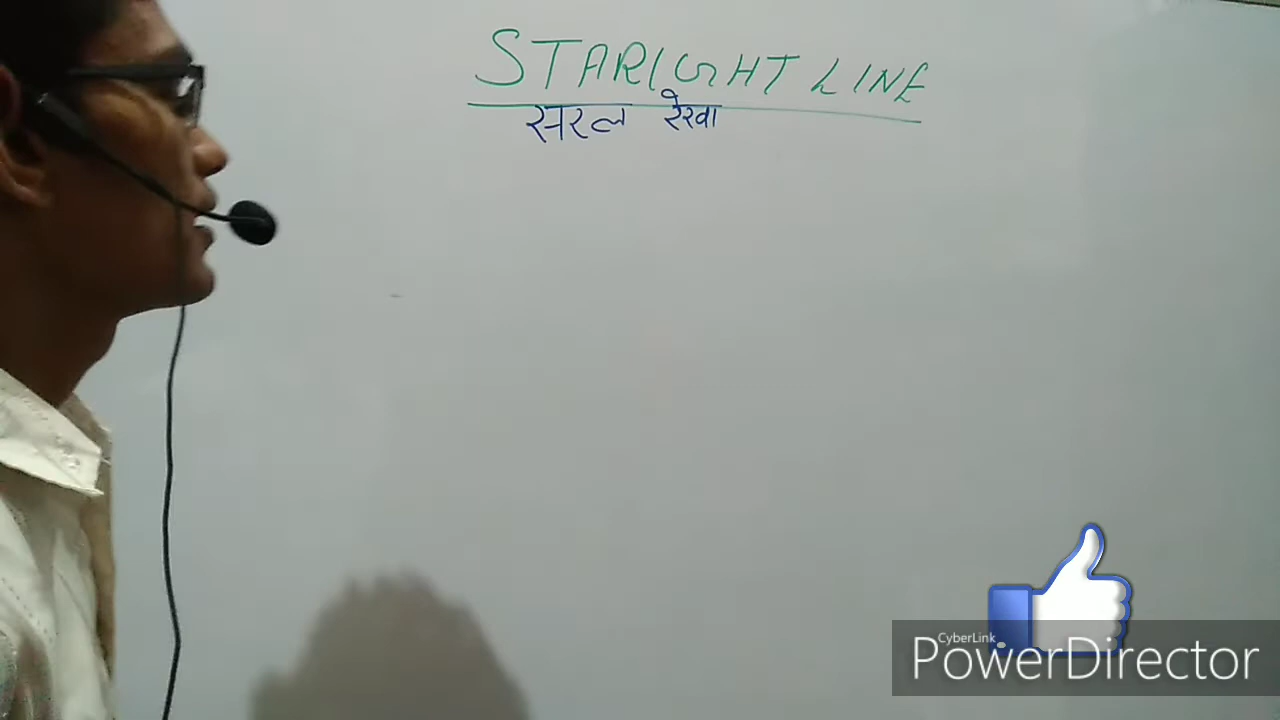 STARIGHT LINE
सरल रेखा
CyberLink
PowerDirector